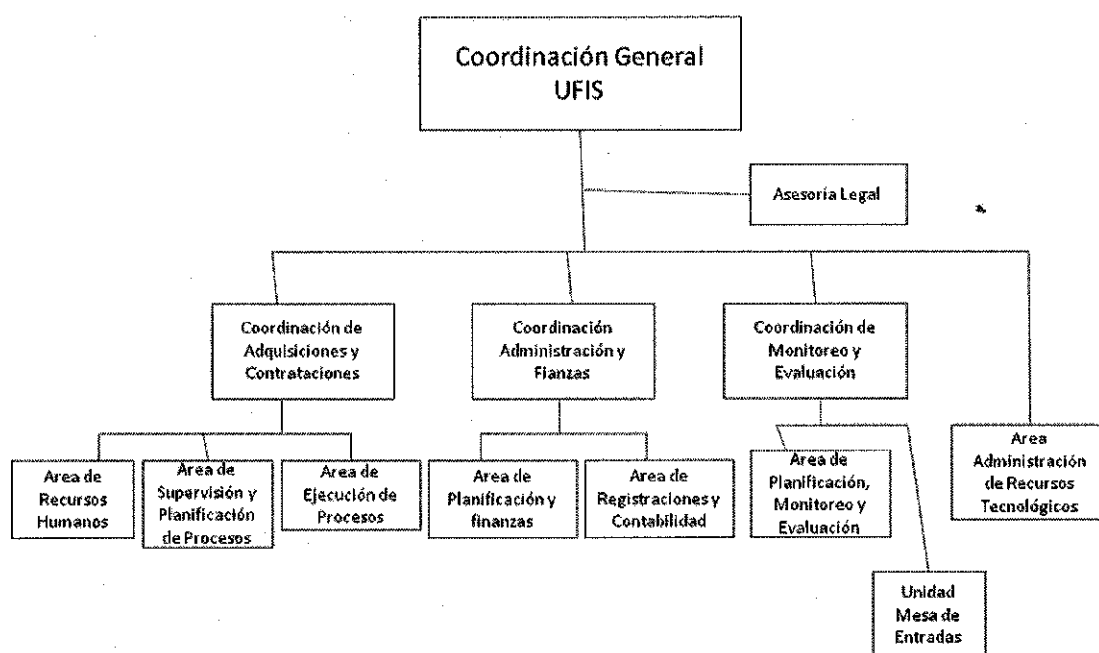 Coordinación General
UFIS
Asesoría Legal
Coordinación de
Adquisiciones y
Contrataciones
Coordinación
Administración y
Fianzas
Coordinación de
Monitoreo y
Evaluación
Area de
Recursos
Humanos
Area de
Supervisión y
Planificación
de Procesos
Area de
Ejecución de
Procesos
Area de
Planificación y
finanzas
Area de
Registraciones y
Contabilidad
Area de
Planificación,
Monitoreo y
Evaluación
Area
Administración
de Recursos
Tecnológicos
Unidad
Mesa de
Entradas